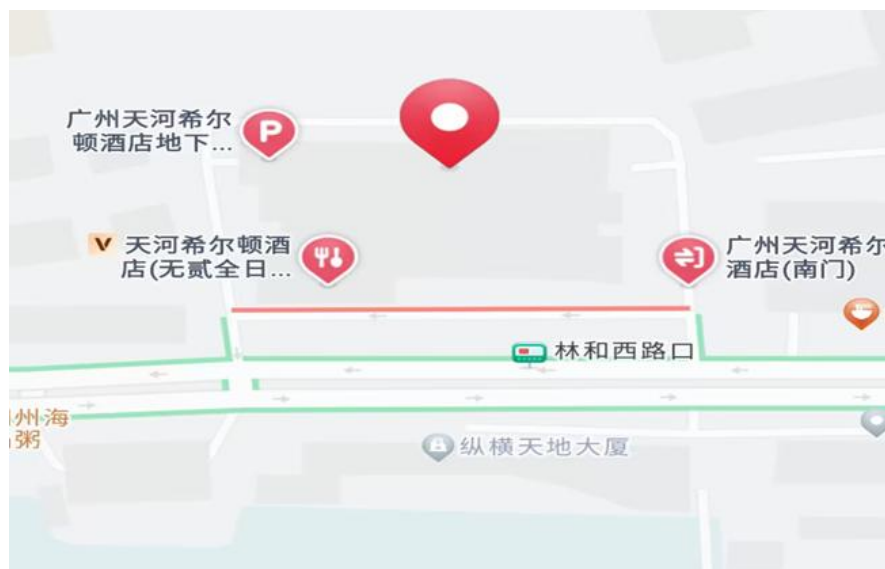 广州天河希尔
顿酒店地下...
P
V
天河希尔顿酒
店(无贰全日...
广州天河希尔
酒店(南门)
林和西路口
州海
粥
纵横天地大厦